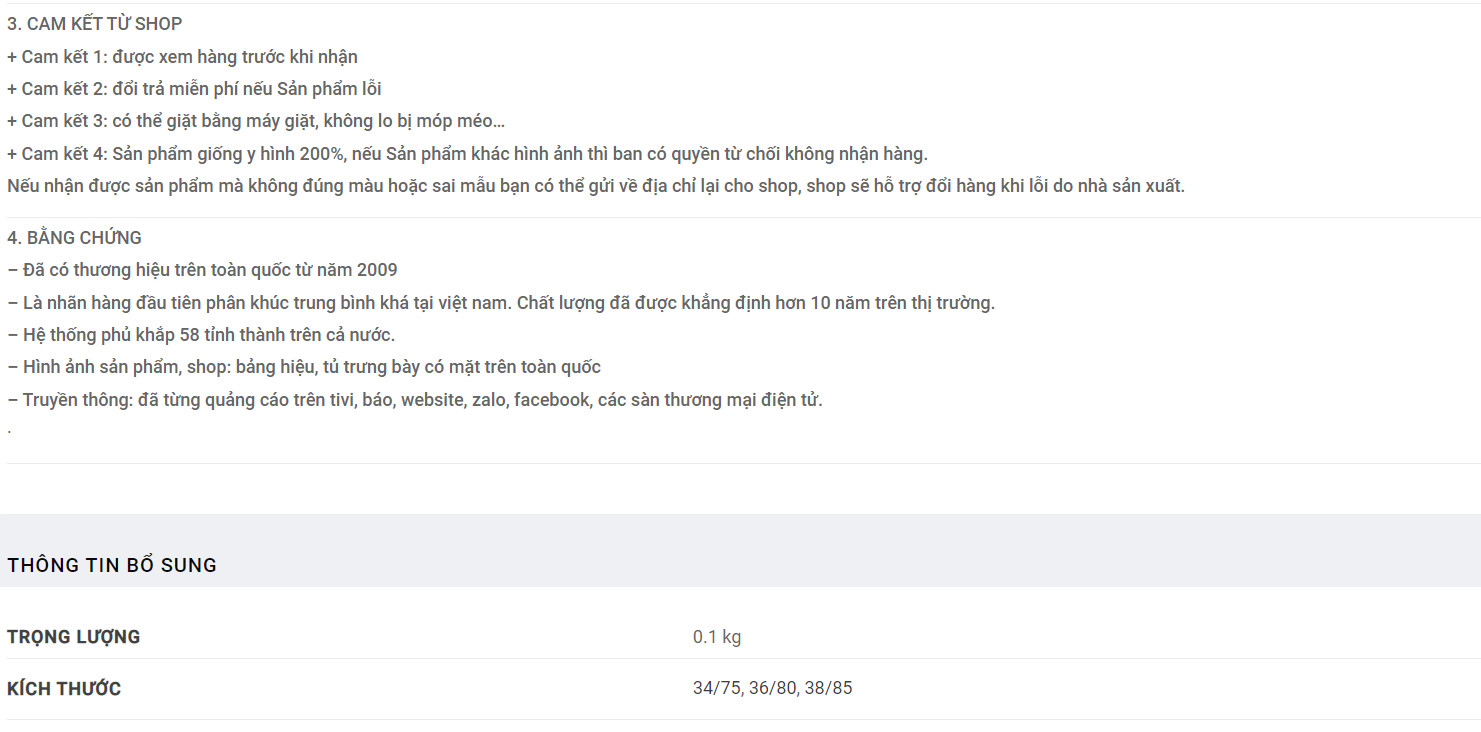 3. CAM KẾT TỪ SHOP
+ Cam kết 1: được xem hàng trước khi nhận
+ Cam kết 2: đổi trả miễn phí nếu Sản phẩm lỗi
+ Cam kết 3: có thể giặt bằng máy giặt, không lo bị móp méo…
+ Cam kết 4: Sản phẩm giống y hình 200%, nếu Sản phẩm khác hình ảnh thì ban có quyền từ chối không nhận hàng.
Nếu nhận được sản phẩm mà không đúng màu hoặc sai mẫu bạn có thể gửi về địa chỉ lại cho shop, shop sẽ hỗ trợ đổi hàng khi lỗi do nhà sản xuất.
4. BẰNG CHỨNG
– Đã có thương hiệu trên toàn quốc từ năm 2009
– Là nhãn hàng đầu tiên phân khúc trung bình khá tại việt nam. Chất lượng đã được khẳng định hơn 10 năm trên thị trường.
– Hệ thống phủ khắp 58 tỉnh thành trên cả nước.
– Hình ảnh sản phẩm, shop: bảng hiệu, tủ trưng bày có mặt trên toàn quốc
– Truyền thông: đã từng quảng cáo trên tivi, báo, website, zalo, facebook, các sàn thương mại điện tử.
.
THÔNG TIN BỔ SUNG
TRỌNG LƯỢNG 0.1 kg
KÍCH THƯỚC 34/75, 36/80, 38/85